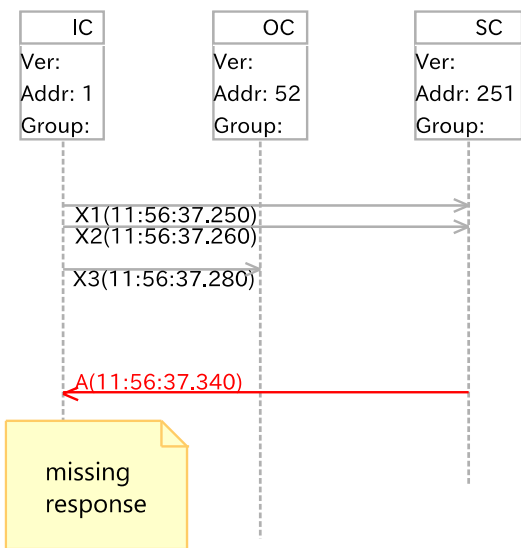 IC
OC
SC
Ver:
Addr: 1
Group:
Ver:
Addr: 52
Group:
Ver:
Addr: 251
Group:
X1(11:56:37.250)
X2(11:56:37.260)
X3(11:56:37.280)
A(11:56:37.340)
missing
response